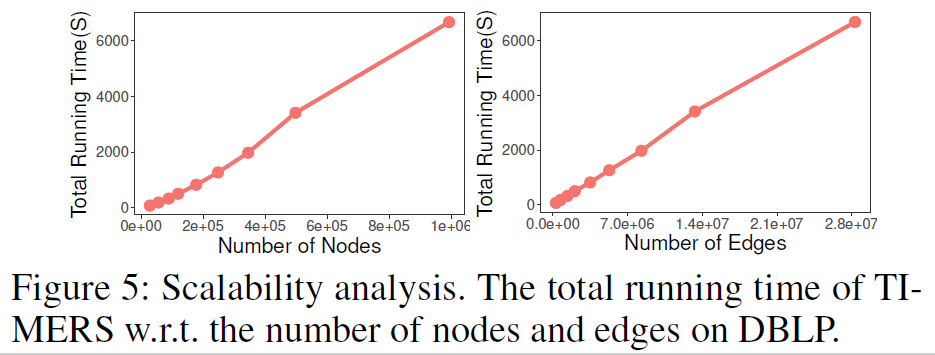 Total Running Time(S)
6000
4000
2000
0
0e+00 2e+05 4e+05 6e+05 8e+05 1e+06
Number of Nodes
Total Running Time(S)
6000
4000
2000
0
0.0e+00 7.0e+06 1.4e+07 2.1e+07 2.8e+07
Number of Edges
Figure 5: Scalability analysis. The total running time of TI-
MERS w.r.t. the number of nodes and edges on DBLP.